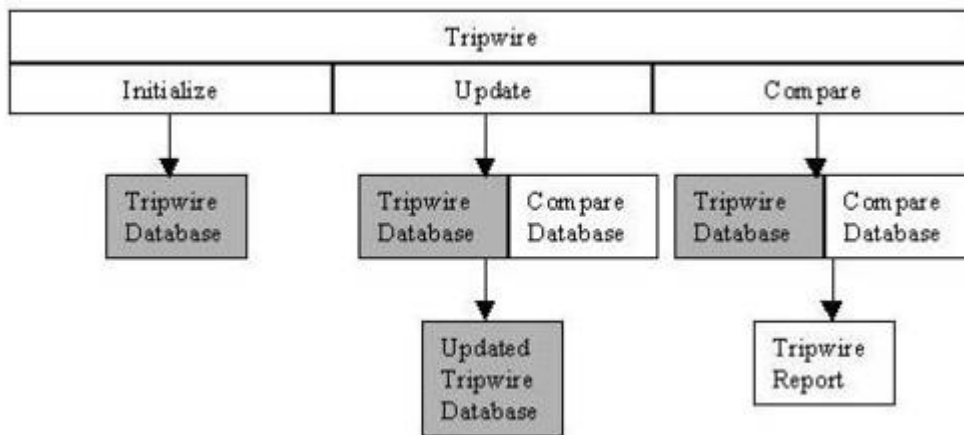 Tripwire
Initialize
Update
Compare
Tripwire
Database
Tripwire
Database
Compare
Database
Tripwire
Database
Compare
Database
Updated
Tripwire
Database
Tripwire
Report